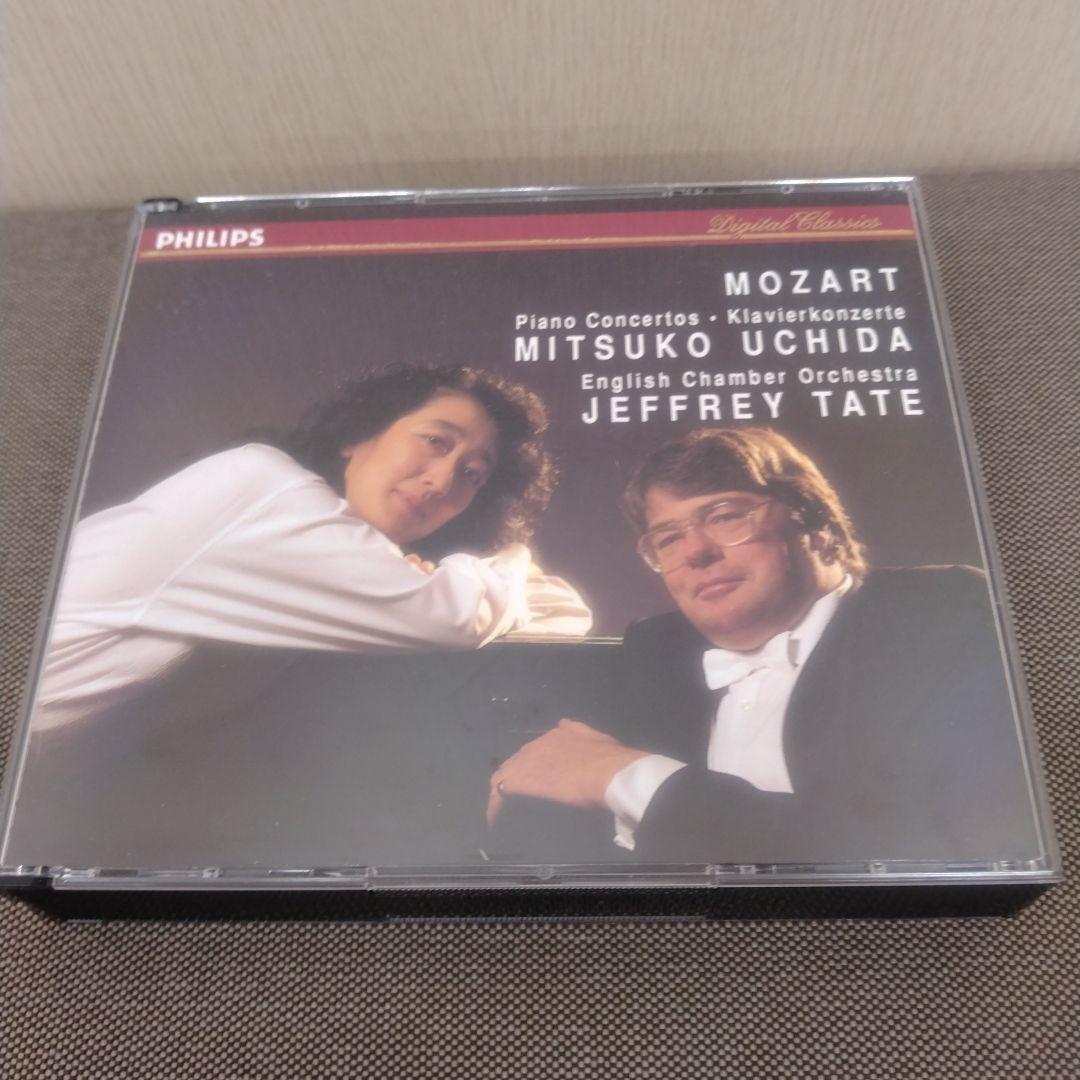 PHILIPS
Digital Classics
MOZART
Piano Concertos • Klavierkonzerte
MITSUKO UCHIDA
English Chamber Orchestra
JEFFREY TATE